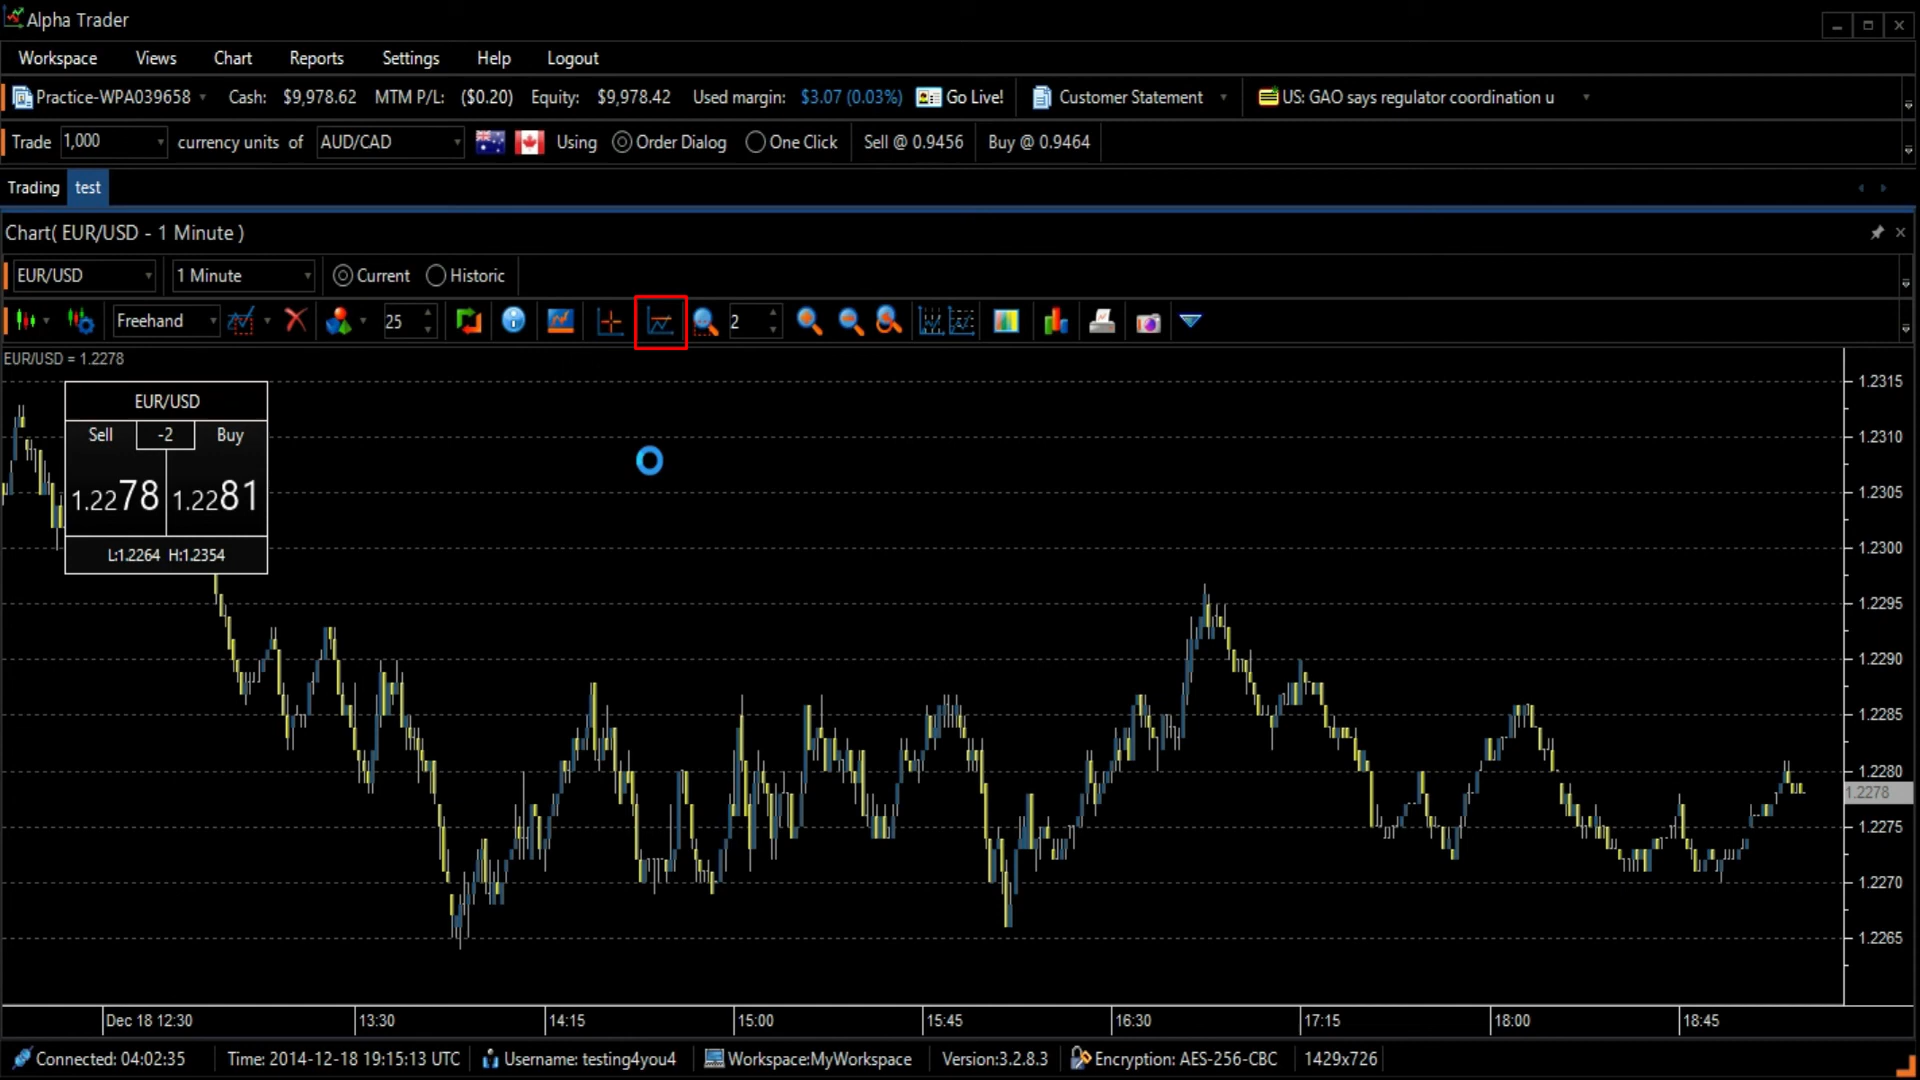 Alpha Trader
Workspace Views Chart Reports Settings Help Logout
Practice-WPA039658 Cash: $9,978.62 MTM P/L: ($0.20) Equity: $9,978.42 Used margin: $3.07 (0.03%) Go Live! Customer Statement US: GAO says regulator coordination u
Trade 1,000 currency units of AUD/CAD Using Order Dialog One Click Sell @ 0.9456 Buy @ 0.9464
Trading test
Chart( EUR/USD - 1 Minute )
EUR/USD 1 Minute Current Historic
Freehand 25 2
EUR/USD = 1.2278
EUR/USD
Sell -2 Buy
1.2278 1.2281
L:1.2264 H:1.2354
1.2315
1.2310
1.2305
1.2300
1.2295
1.2290
1.2285
1.2280
1.2278
1.2275
1.2270
1.2265
Dec 18 12:30 13:30 14:15 15:00 15:45 16:30 17:15 18:00 18:45
Connected: 04:02:35 Time: 2014-12-18 19:15:13 UTC Username: testing4you4 Workspace:MyWorkspace Version:3.2.8.3 Encryption: AES-256-CBC 1429x726